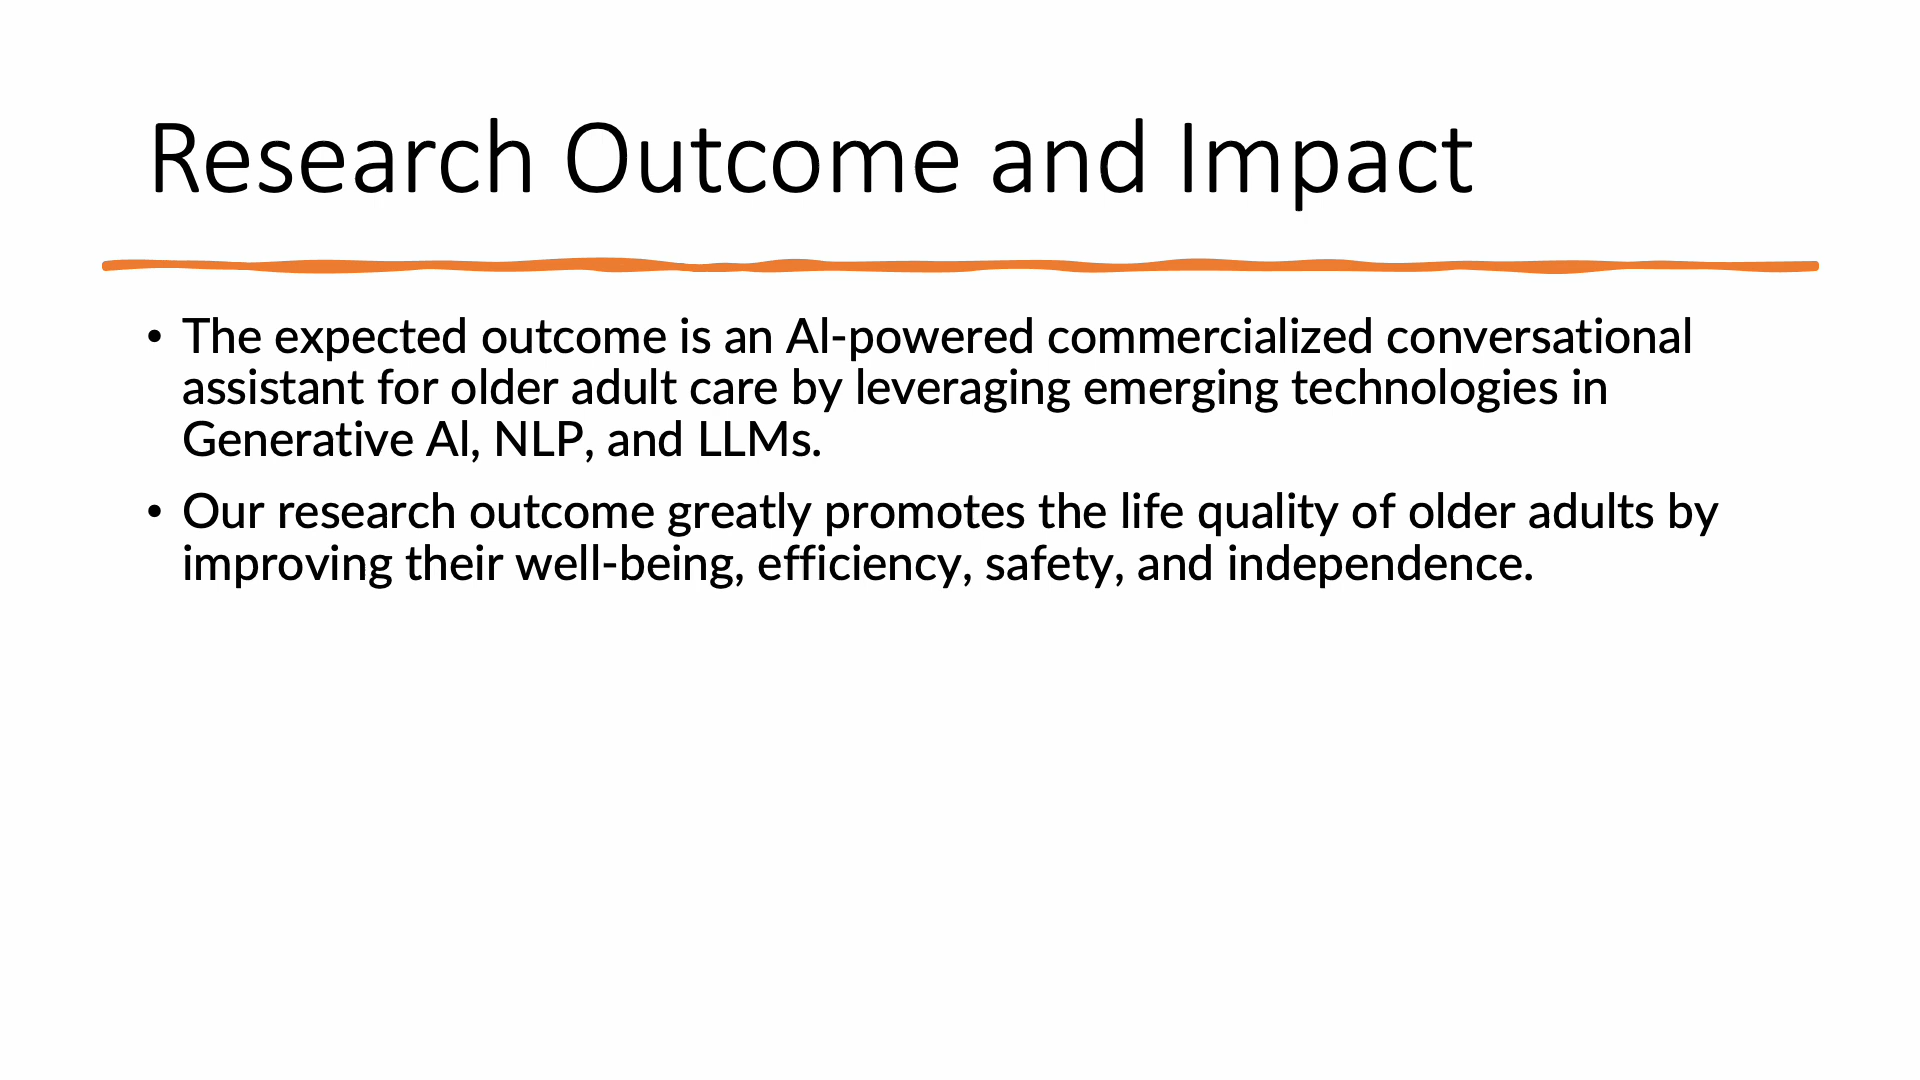 Research Outcome and Impact
• The expected outcome is an AI-powered commercialized conversational
assistant for older adult care by leveraging emerging technologies in
Generative AI, NLP, and LLMs.
• Our research outcome greatly promotes the life quality of older adults by
improving their well-being, efficiency, safety, and independence.